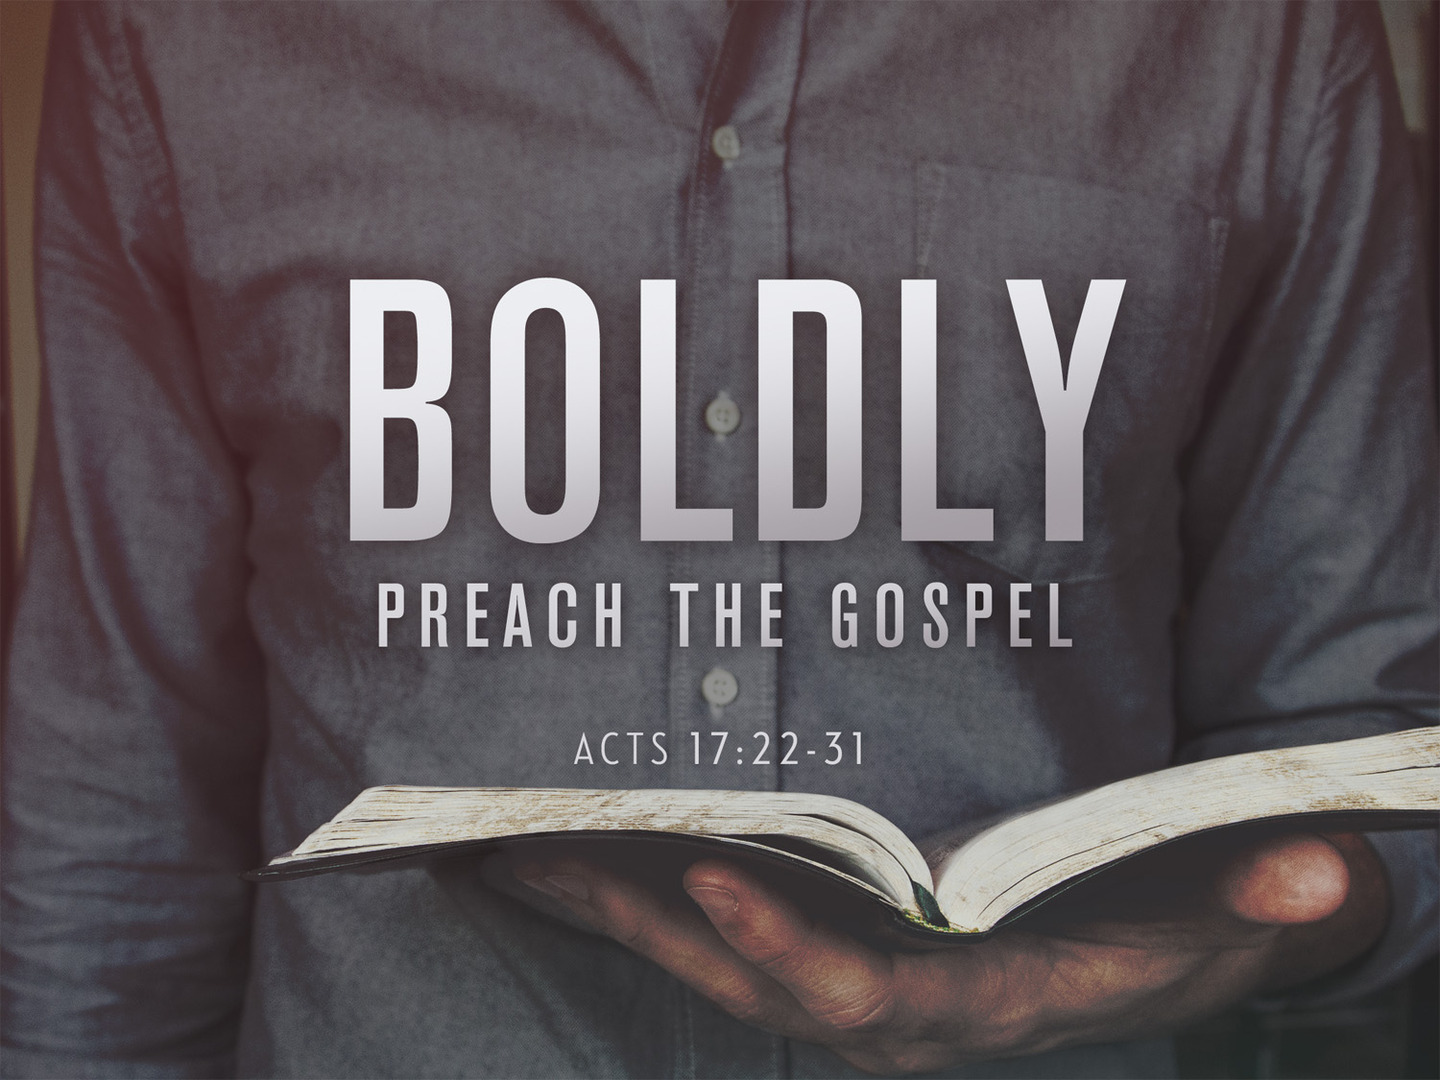 BOLDLY
PREACH THE GOSPEL
ACTS 17:22-31